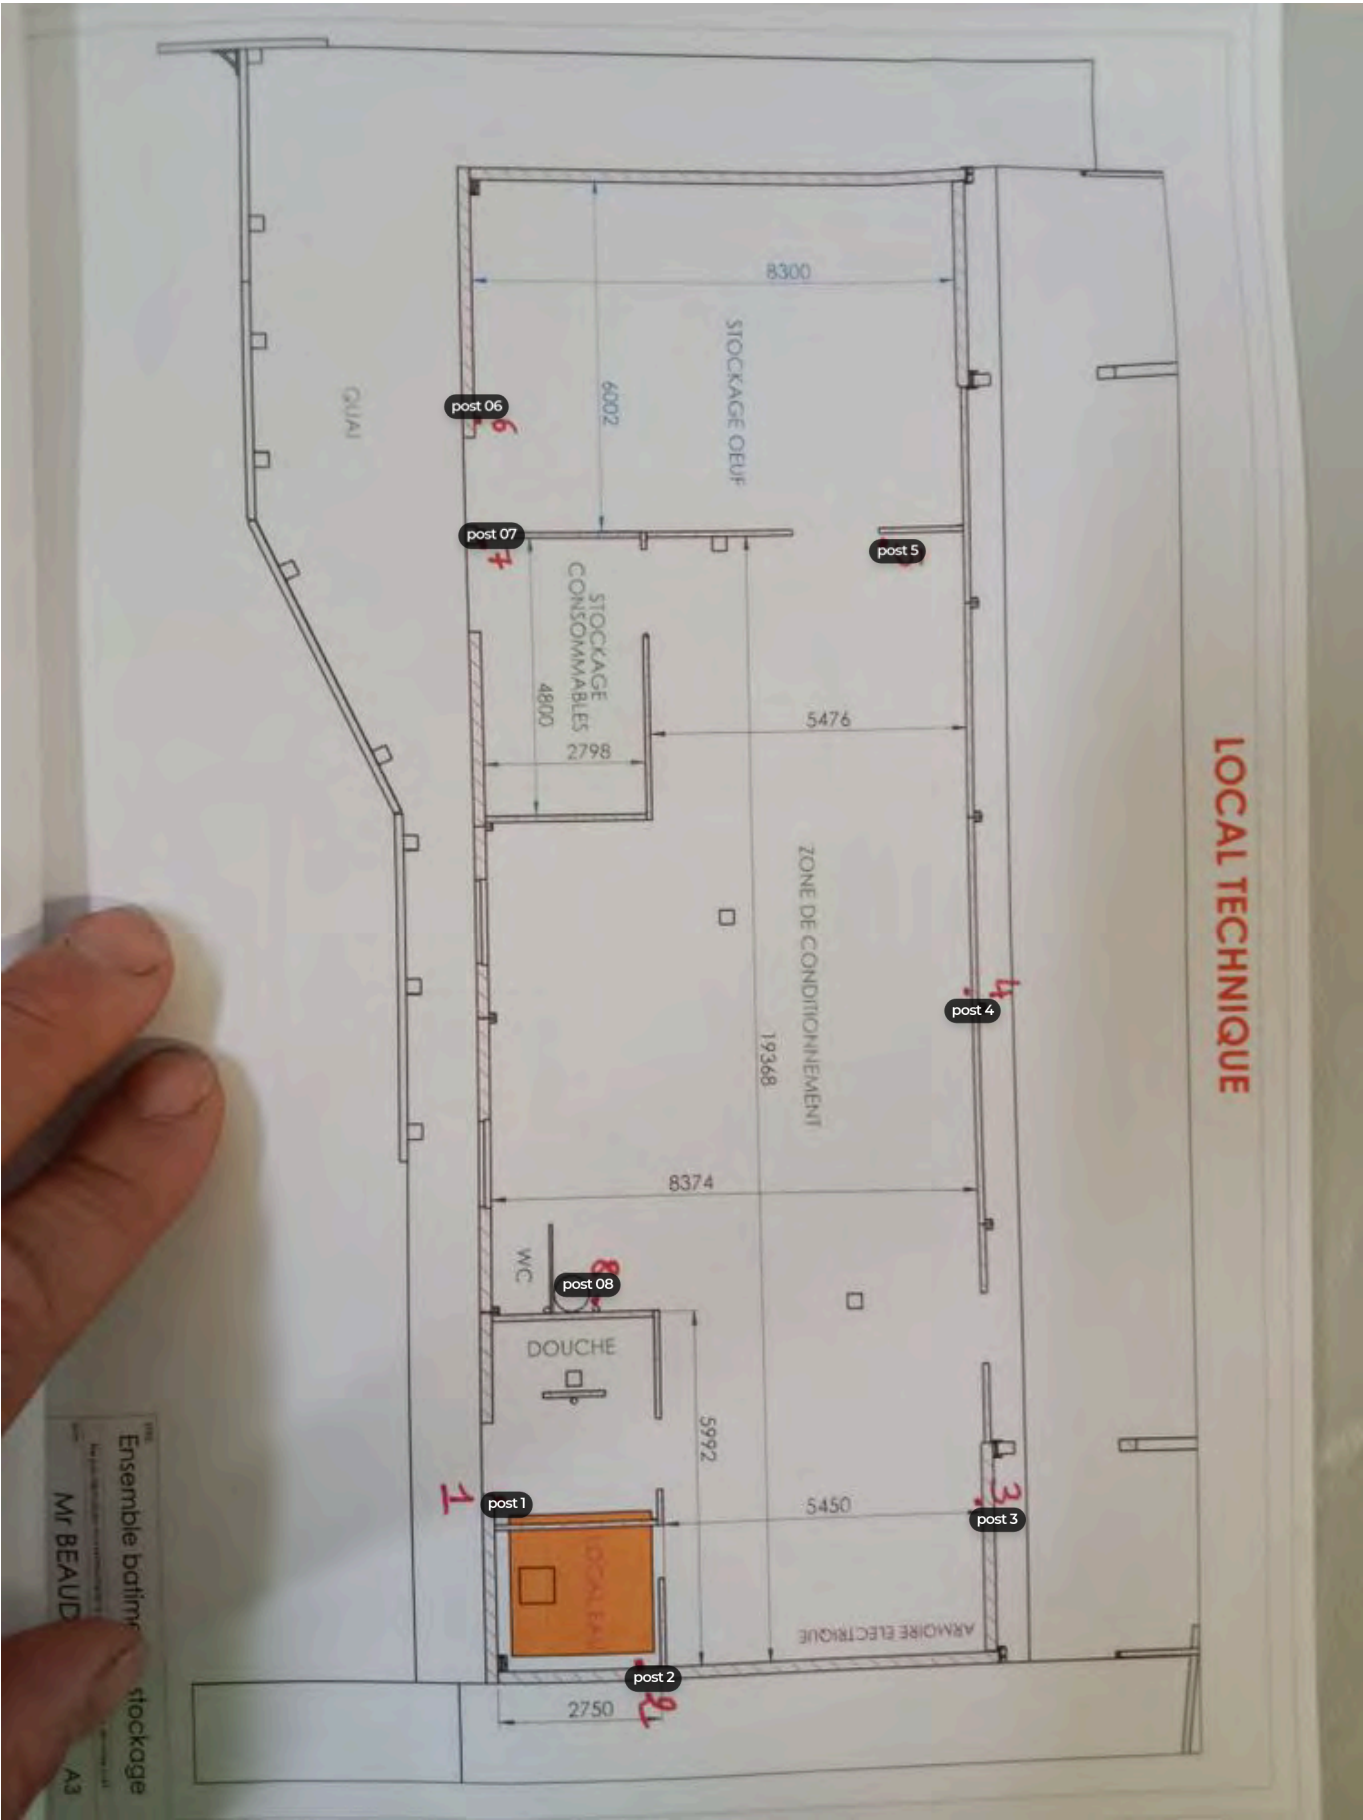 8300
STOCKAGE OEUF
6002
QUAI
post 06
6
post 07
7
post 5
STOCKAGE
CONSOMMABLES
4800
2798
5476
LOCAL TECHNIQUE
ZONE DE CONDITIONNEMENT
19368
4
post 4
8374
WC
8
post 08
DOUCHE
5992
1
post 1
3
post 3
5450
LOCAL EAU
ARMOIRE ELECTRIQUE
post 2
2
2750
Ensemble batime
stockage
Mr BEAUD
A3